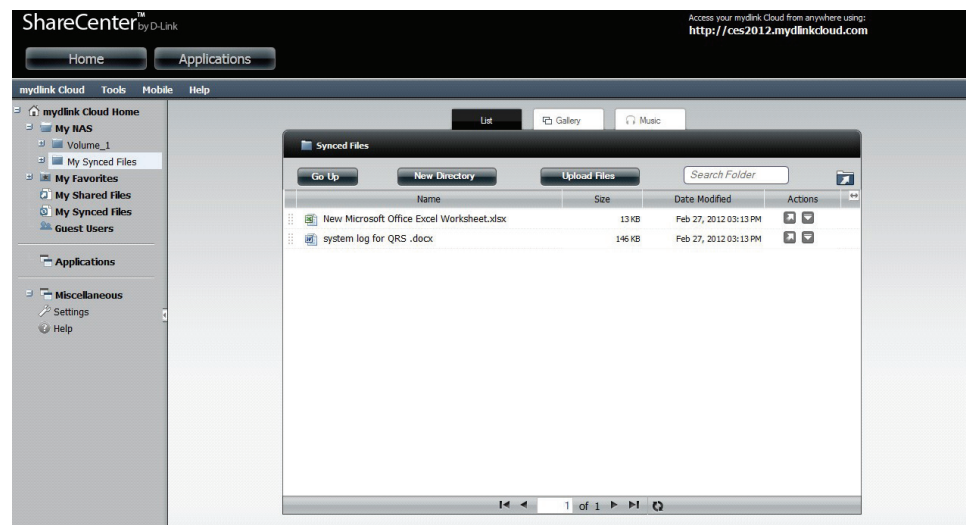 ShareCenter™ by D-Link
Access your mydlink Cloud from anywhere using:
http://ces2012.mydlinkcloud.com
Home Applications
mydlink Cloud Tools Mobile Help
mydlink Cloud Home
My NAS
Volume_1
My Synced Files
My Favorites
My Shared Files
My Synced Files
Guest Users
Applications
Miscellaneous
Settings
Help
List Gallery Music
Synced Files
Go Up New Directory Upload Files Search Folder
Name Size Date Modified Actions
New Microsoft Office Excel Worksheet.xlsx 13 KB Feb 27, 2012 03:13 PM
system log for QRS .docx 146 KB Feb 27, 2012 03:13 PM
1 of 1